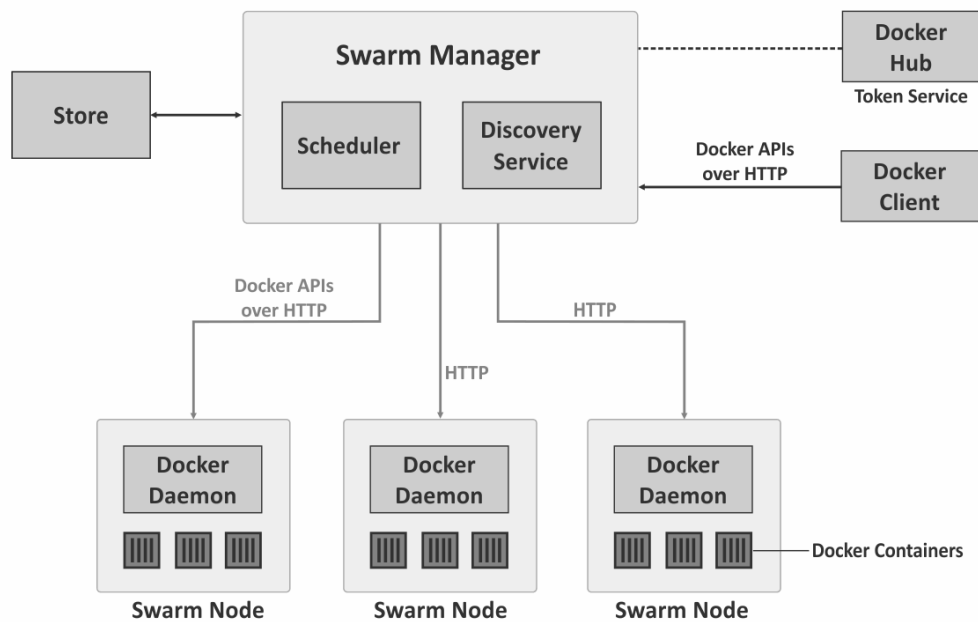 Swarm Manager
Docker
Hub
Token Service
Store
Scheduler
Discovery
Service
Docker APIs
over HTTP
Docker
Client
Docker APIs
over HTTP
HTTP
HTTP
Docker
Daemon
Docker
Daemon
Docker
Daemon
Docker Containers
Swarm Node
Swarm Node
Swarm Node